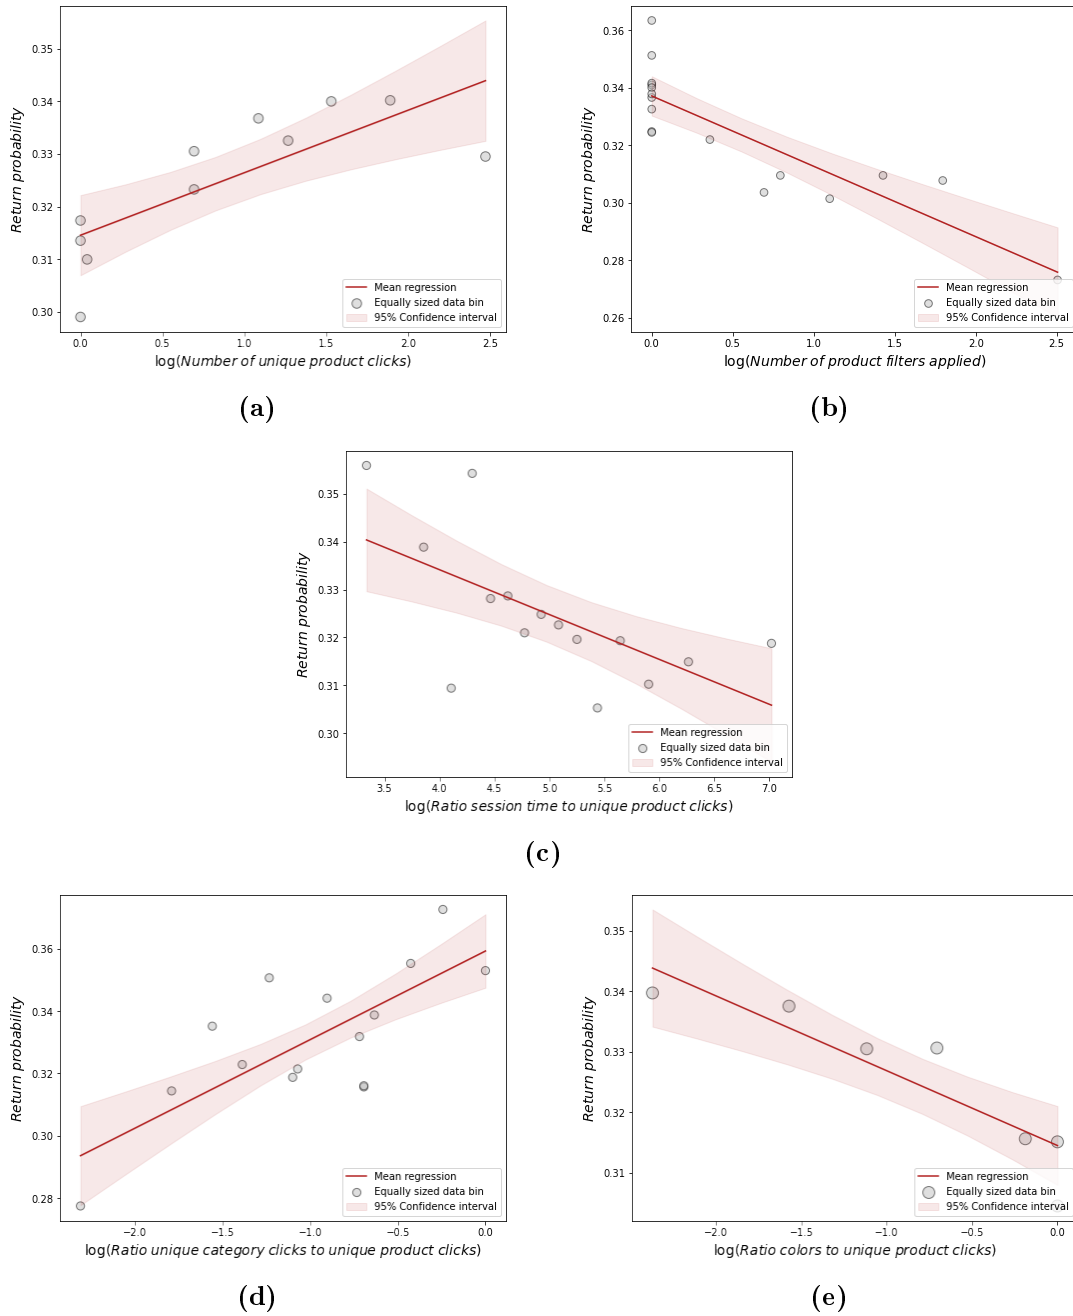 0.35
0.34
0.33
0.32
0.31
0.30
Return probability
Mean regression
Equally sized data bin
95% Confidence interval
0.0 0.5 1.0 1.5 2.0 2.5
log(Number of unique product clicks)
(a)
0.36
0.34
0.32
0.30
0.28
0.26
Return probability
Mean regression
Equally sized data bin
95% Confidence interval
0.0 0.5 1.0 1.5 2.0 2.5
log(Number of product filters applied)
(b)
0.35
0.34
0.33
0.32
0.31
0.30
Return probability
Mean regression
Equally sized data bin
95% Confidence interval
3.5 4.0 4.5 5.0 5.5 6.0 6.5 7.0
log(Ratio session time to unique product clicks)
(c)
0.36
0.34
0.32
0.30
0.28
Return probability
Mean regression
Equally sized data bin
95% Confidence interval
−2.0 −1.5 −1.0 −0.5 0.0
log(Ratio unique category clicks to unique product clicks)
(d)
0.35
0.34
0.33
0.32
0.31
Return probability
Mean regression
Equally sized data bin
95% Confidence interval
−2.0 −1.5 −1.0 −0.5 0.0
log(Ratio colors to unique product clicks)
(e)